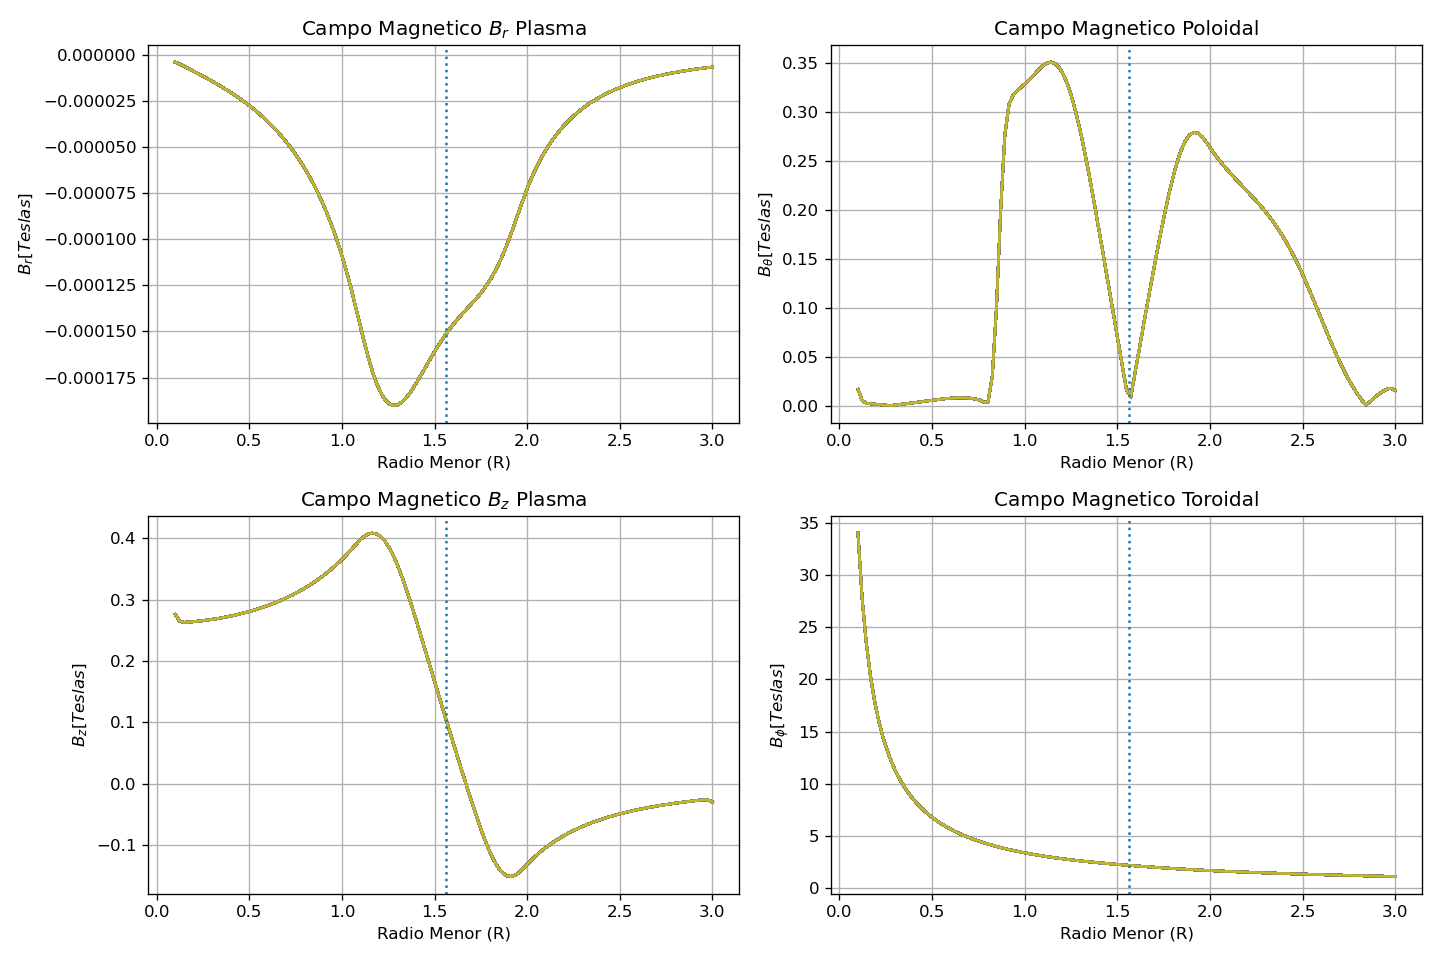 Campo Magnetico B_r Plasma
0.000000
−0.000025
−0.000050
−0.000075
−0.000100
−0.000125
−0.000150
−0.000175
B_r[Teslas]
0.0 0.5 1.0 1.5 2.0 2.5 3.0
Radio Menor (R)
Campo Magnetico Poloidal
0.35
0.30
0.25
0.20
0.15
0.10
0.05
0.00
B_θ[Teslas]
0.0 0.5 1.0 1.5 2.0 2.5 3.0
Radio Menor (R)
Campo Magnetico B_z Plasma
0.4
0.3
0.2
0.1
0.0
−0.1
B_z[Teslas]
0.0 0.5 1.0 1.5 2.0 2.5 3.0
Radio Menor (R)
Campo Magnetico Toroidal
35
30
25
20
15
10
5
0
B_ϕ[Teslas]
0.0 0.5 1.0 1.5 2.0 2.5 3.0
Radio Menor (R)